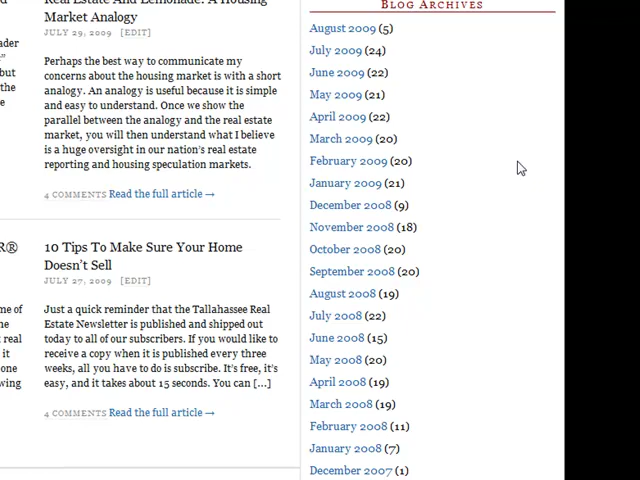 ader
"
but
the
e
R®
me of
he
real
it
one
wing
Real Estate And Lemonade: A Housing
Market Analogy
JULY 29, 2009 [EDIT]
Perhaps the best way to communicate my
concerns about the housing market is with a short
analogy. An analogy is useful because it is simple
and easy to understand. Once we show the
parallel between the analogy and the real estate
market, you will then understand what I believe
is a huge oversight in our nation's real estate
reporting and housing speculation markets.
4 COMMENTS Read the full article →
10 Tips To Make Sure Your Home
Doesn't Sell
JULY 27, 2009 [EDIT]
Just a quick reminder that the Tallahassee Real
Estate Newsletter is published and shipped out
today to all of our subscribers. If you would like to
receive a copy when it is published every three
weeks, all you have to do is subscribe. It's free, it's
easy, and it takes about 15 seconds. You can [...]
4 COMMENTS Read the full article →
BLOG ARCHIVES
August 2009 (5)
July 2009 (24)
June 2009 (22)
May 2009 (21)
April 2009 (22)
March 2009 (20)
February 2009 (20)
January 2009 (21)
December 2008 (9)
November 2008 (18)
October 2008 (20)
September 2008 (20)
August 2008 (19)
July 2008 (22)
June 2008 (15)
May 2008 (20)
April 2008 (19)
March 2008 (19)
February 2008 (11)
January 2008 (7)
December 2007 (1)